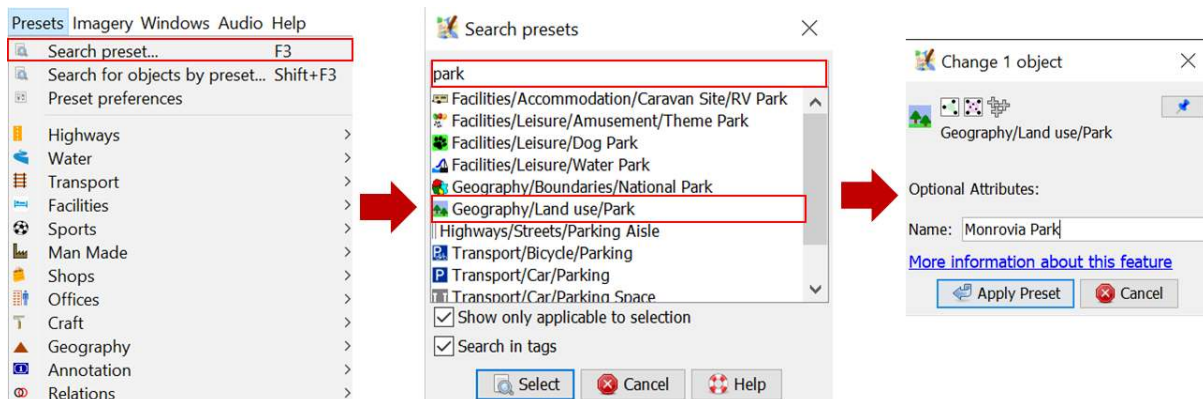 Presets Imagery Windows Audio Help
Search preset... F3
Search for objects by preset... Shift+F3
Preset preferences
Highways
Water
Transport
Facilities
Sports
Man Made
Shops
Offices
Craft
Geography
Annotation
Relations
Search presets
park
Facilities/Accommodation/Caravan Site/RV Park
Facilities/Leisure/Amusement/Theme Park
Facilities/Leisure/Dog Park
Facilities/Leisure/Water Park
Geography/Boundaries/National Park
Geography/Land use/Park
Highways/Streets/Parking Aisle
Transport/Bicycle/Parking
Transport/Car/Parking
Transport/Car/Parking Space
Show only applicable to selection
Search in tags
Select Cancel Help
Change 1 object
Geography/Land use/Park
Optional Attributes:
Name: Monrovia Park
More information about this feature
Apply Preset Cancel